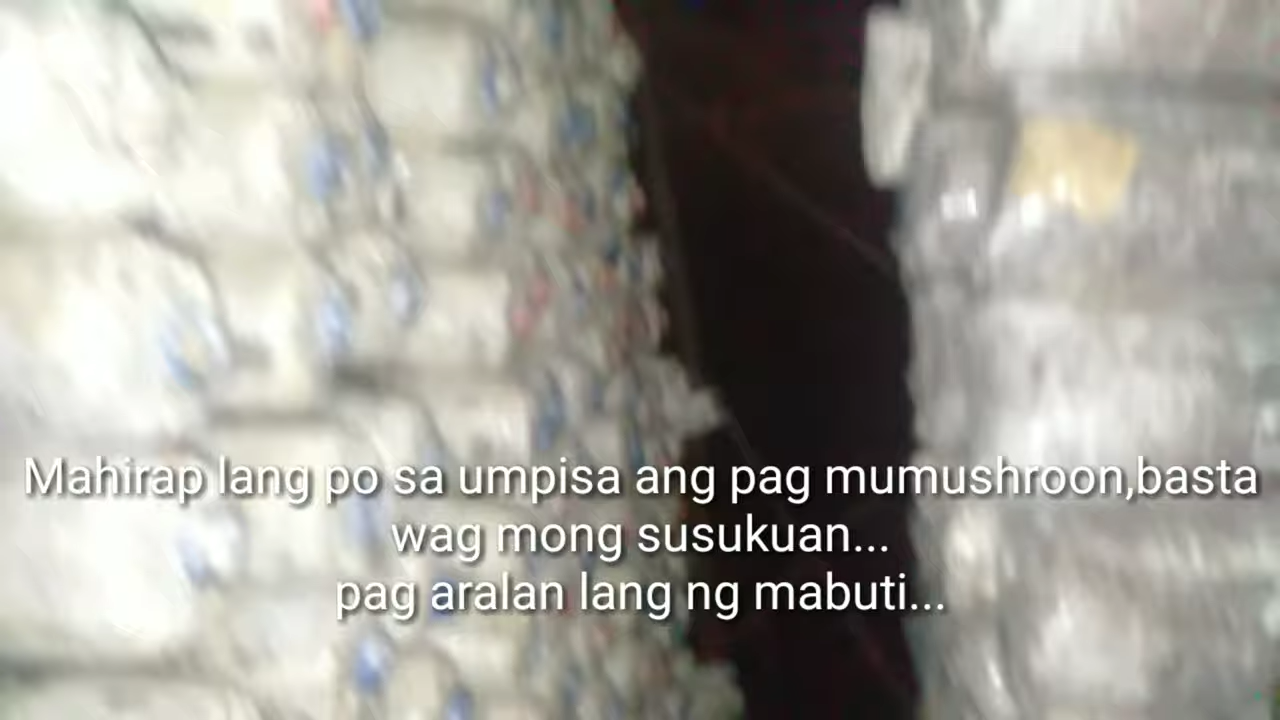 Mahirap lang po sa umpisa ang pag mumushroon,basta
wag mong susukuan...
pag aralan lang ng mabuti...